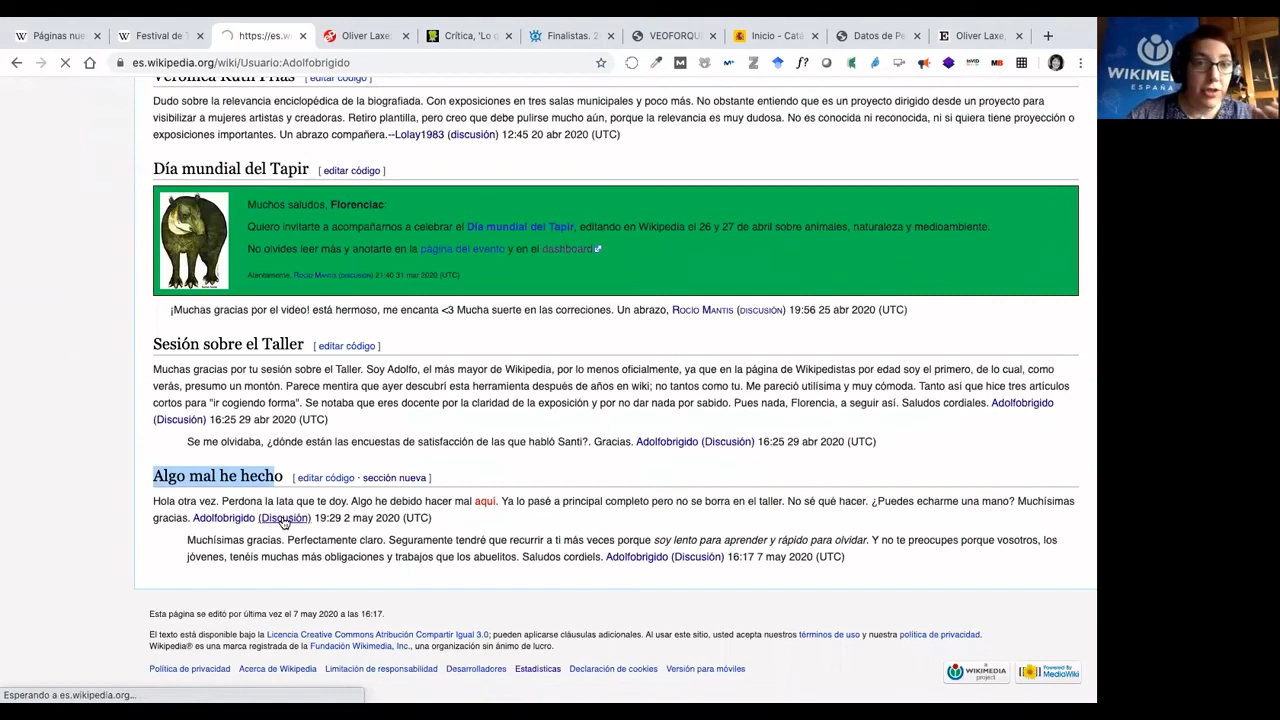 Páginas nue
Festival de T
https://es.w
Oliver Laxe:
Crítica, 'Lo q
Finalistas. 2
VEOFORQU
Inicio - Catá
Datos de Pe
Oliver Laxe,
es.wikipedia.org/wiki/Usuario:Adolfobrigido
WIKIMEDIA
ESPAÑA
Verónica Ruth Frías [ editar código ]
Dudo sobre la relevancia enciclopédica de la biografiada. Con exposiciones en tres salas municipales y poco más. No obstante entiendo que es un proyecto dirigido desde un proyecto para
visibilizar a mujeres artistas y creadoras. Retiro plantilla, pero creo que debe pulirse mucho aún, porque la relevancia es muy dudosa. No es conocida ni reconocida, ni si quiera tiene proyección o
exposiciones importantes. Un abrazo compañera.--Lolay1983 (discusión) 12:45 20 abr 2020 (UTC)
Día mundial del Tapir [ editar código ]
Muchos saludos, Florenciac:
Quiero invitarte a acompañarnos a celebrar el Día mundial del Tapir, editando en Wikipedia el 26 y 27 de abril sobre animales, naturaleza y medioambiente.
No olvides leer más y anotarte en la página del evento y en el dashboard
Atentamente, Rocío Mantis (discusión) 21:40 31 mar 2020 (UTC)
¡Muchas gracias por el video! está hermoso, me encanta <3 Mucha suerte en las correciones. Un abrazo, Rocío Mantis (discusión) 19:56 25 abr 2020 (UTC)
Sesión sobre el Taller [ editar código ]
Muchas gracias por tu sesión sobre el Taller. Soy Adolfo, el más mayor de Wikipedia, por lo menos oficialmente, ya que en la página de Wikipedistas por edad soy el primero, de lo cual, como
verás, presumo un montón. Parece mentira que ayer descubrí esta herramienta después de años en wiki; no tantos como tu. Me pareció utilísima y muy cómoda. Tanto así que hice tres artículos
cortos para "ir cogiendo forma". Se notaba que eres docente por la claridad de la exposición y por no dar nada por sabido. Pues nada, Florencia, a seguir así. Saludos cordiales. Adolfobrigido
(Discusión) 16:25 29 abr 2020 (UTC)
Se me olvidaba, ¿dónde están las encuestas de satisfacción de las que habló Santi?. Gracias. Adolfobrigido (Discusión) 16:25 29 abr 2020 (UTC)
Algo mal he hecho [ editar código · sección nueva ]
Hola otra vez. Perdona la lata que te doy. Algo he debido hacer mal aquí. Ya lo pasé a principal completo pero no se borra en el taller. No sé qué hacer. ¿Puedes echarme una mano? Muchísimas
gracias. Adolfobrigido (Discusión) 19:29 2 may 2020 (UTC)
Muchísimas gracias. Perfectamente claro. Seguramente tendré que recurrir a ti más veces porque soy lento para aprender y rápido para olvidar. Y no te preocupes porque vosotros, los
jóvenes, tenéis muchas más obligaciones y trabajos que los abuelitos. Saludos cordiels. Adolfobrigido (Discusión) 16:17 7 may 2020 (UTC)
Esta página se editó por última vez el 7 may 2020 a las 16:17.
El texto está disponible bajo la Licencia Creative Commons Atribución Compartir Igual 3.0; pueden aplicarse cláusulas adicionales. Al usar este sitio, usted acepta nuestros términos de uso y nuestra política de privacidad.
Wikipedia® es una marca registrada de la Fundación Wikimedia, Inc., una organización sin ánimo de lucro.
Política de privacidad
Acerca de Wikipedia
Limitación de responsabilidad
Desarrolladores
Estadísticas
Declaración de cookies
Versión para móviles
A WIKIMEDIA project
Powered By MediaWiki
Esperando a es.wikipedia.org...